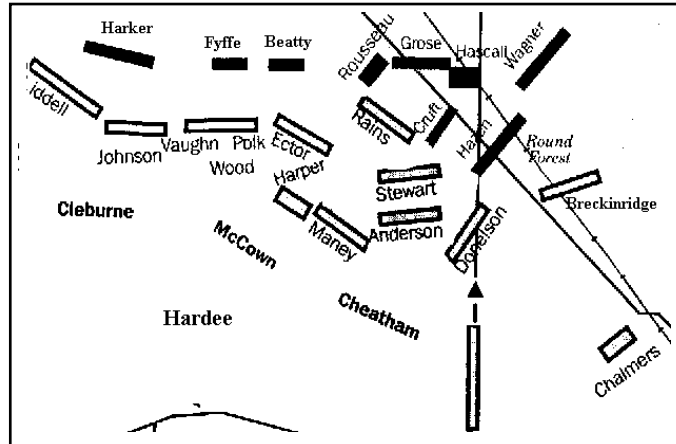 Harker
Fyffe
Beatty
Rousseau
Grose
Hascall
Wagner
iddell
Johnson
Vaughn
Polk
Wood
Ector
Harper
Rains
Cruft
Hazen
Round
Forest
Stewart
Cleburne
McCown
Maney
Anderson
Donelson
Breckinridge
Hardee
Cheatham
Chalmers